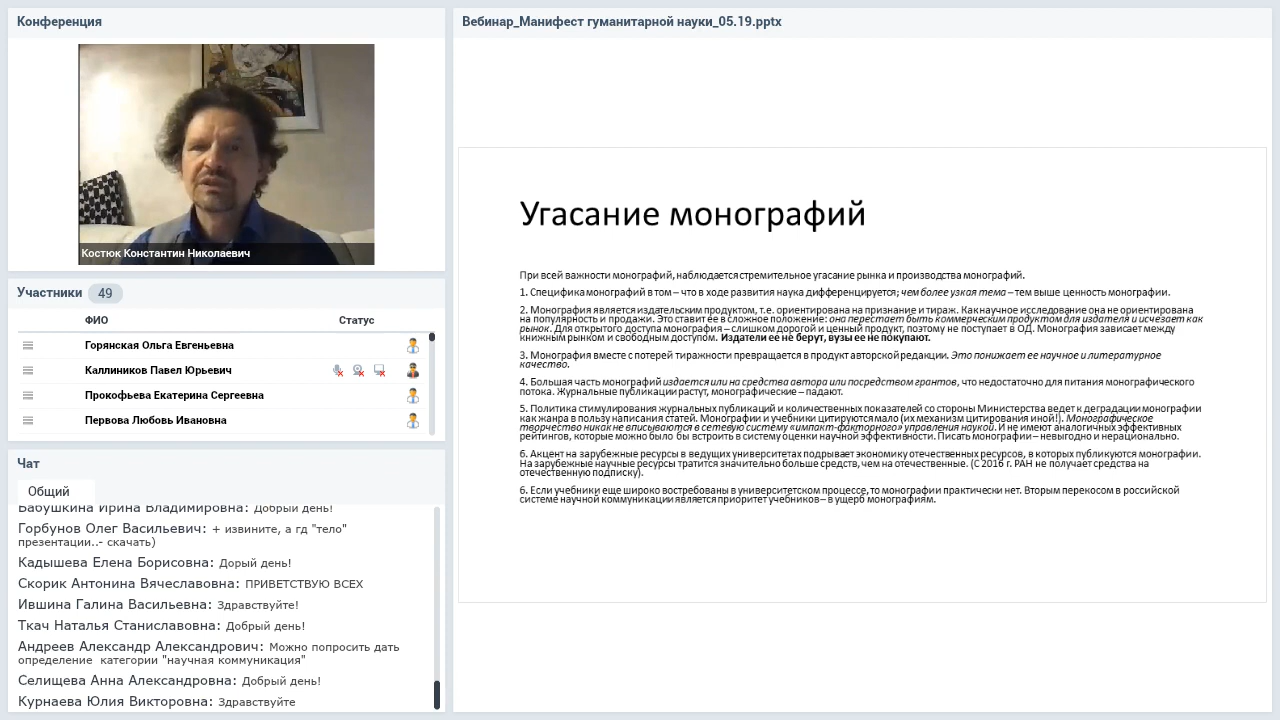 Конференция
Костюк Константин Николаевич
Участники 49
ФИО Статус
Горянская Ольга Евгеньевна
Каллиников Павел Юрьевич
Прокофьева Екатерина Сергеевна
Первова Любовь Ивановна
Чат
Общий
Бабушкина Ирина Владимировна: Добрый день!
Горбунов Олег Васильевич: + извините, а гд "тело"
презентации..- скачать)
Кадышева Елена Борисовна: Дорый день!
Скорик Антонина Вячеславовна: ПРИВЕТСТВУЮ ВСЕХ
Ившина Галина Васильевна: Здравствуйте!
Ткач Наталья Станиславовна: Добрый день!
Андреев Александр Александрович: Можно попросить дать
определение категории "научная коммуникация"
Селищева Анна Александровна: Добрый день!
Курнаева Юлия Викторовна: Здравствуйте
Вебинар_Манифест гуманитарной науки_05.19.pptx
Угасание монографий
При всей важности монографий, наблюдается стремительное угасание рынка и производства монографий.
1. Специфика монографий в том – что в ходе развития наука дифференцируется; чем более узкая тема – тем выше ценность монографии.
2. Монография является издательским продуктом, т.е. ориентирована на признание и тираж. Как научное исследование она не ориентирована
на популярность и продажи. Это ставит ее в сложное положение: она перестает быть коммерческим продуктом для издателя и исчезает как
рынок. Для открытого доступа монография – слишком дорогой и ценный продукт, поэтому не поступает в ОД. Монография зависает между
книжным рынком и свободным доступом. Издатели ее не берут, вузы ее не покупают.
3. Монография вместе с потерей тиражности превращается в продукт авторской редакции. Это понижает ее научное и литературное
качество.
4. Большая часть монографий издается или на средства автора или посредством грантов, что недостаточно для питания монографического
потока. Журнальные публикации растут, монографические – падают.
5. Политика стимулирования журнальных публикаций и количественных показателей со стороны Министерства ведет к деградации монографии
как жанра в пользу написания статей. Монографии и учебники цитируются мало (их механизм цитирования иной!). Монографическое
творчество никак не вписываются в сетевую систему «импакт-факторного» управления наукой. И не имеют аналогичных эффективных
рейтингов, которые можно было бы встроить в систему оценки научной эффективности. Писать монографии – невыгодно и нерационально.
6. Акцент на зарубежные ресурсы в ведущих университетах подрывает экономику отечественных ресурсов, в которых публикуются монографии.
На зарубежные научные ресурсы тратится значительно больше средств, чем на отечественные. (С 2016 г. РАН не получает средства на
отечественную подписку).
6. Если учебники еще широко востребованы в университетском процессе, то монографии практически нет. Вторым перекосом в российской
системе научной коммуникации является приоритет учебников – в ущерб монографиям.